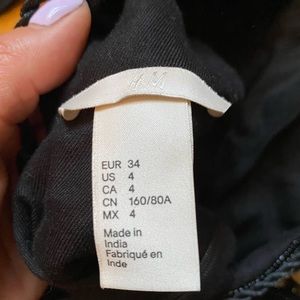 H&M
EUR 34
US 4
CA 4
CN 160/80A
MX 4
Made in
India
Fabriqué en
Inde